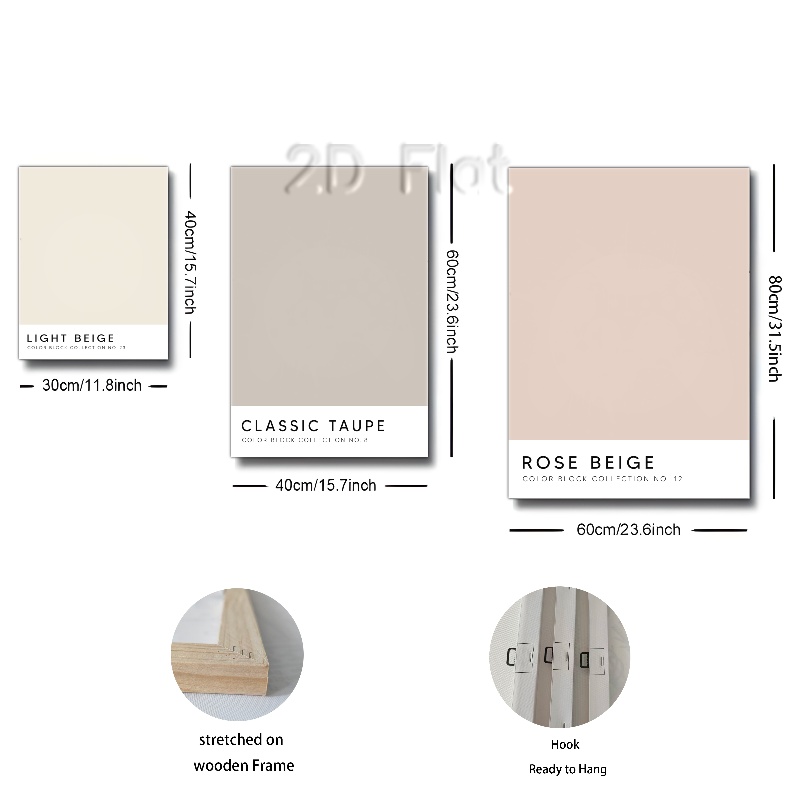 2D Flat
LIGHT BEIGE
COLOR BLOCK COLLECTION NO. 
40cm/15.7inch
30cm/11.8inch
CLASSIC TAUPE
COLOR BLOCK COLLECTION NO. 8
60cm/23.6inch
40cm/15.7inch
ROSE BEIGE
COLOR BLOCK COLLECTION NO. 12
80cm/31.5inch
60cm/23.6inch
stretched on
wooden Frame
Hook
Ready to Hang